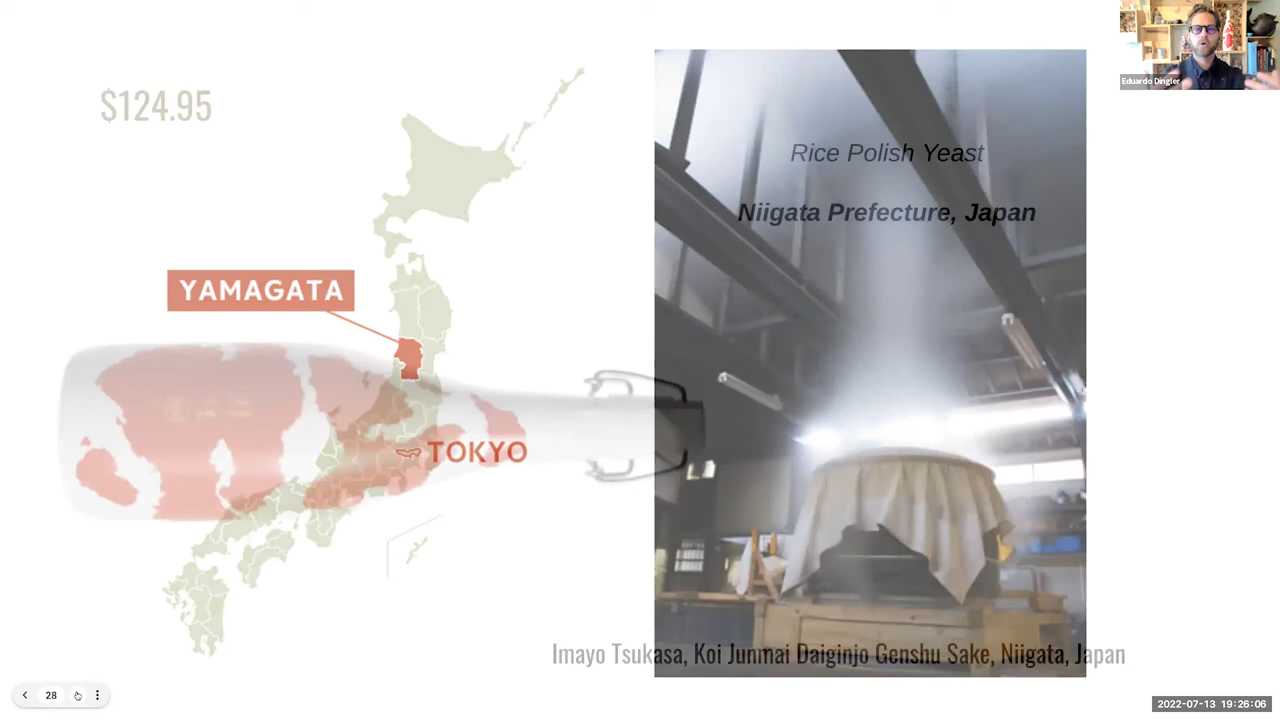 Eduardo Dingler
$124.95
Rice Polish Yeast
Niigata Prefecture, Japan
YAMAGATA
TOKYO
Imayo Tsukasa, Koi Junmai Daiginjo Genshu Sake, Niigata, Japan
28
2022-07-13 19:26:06